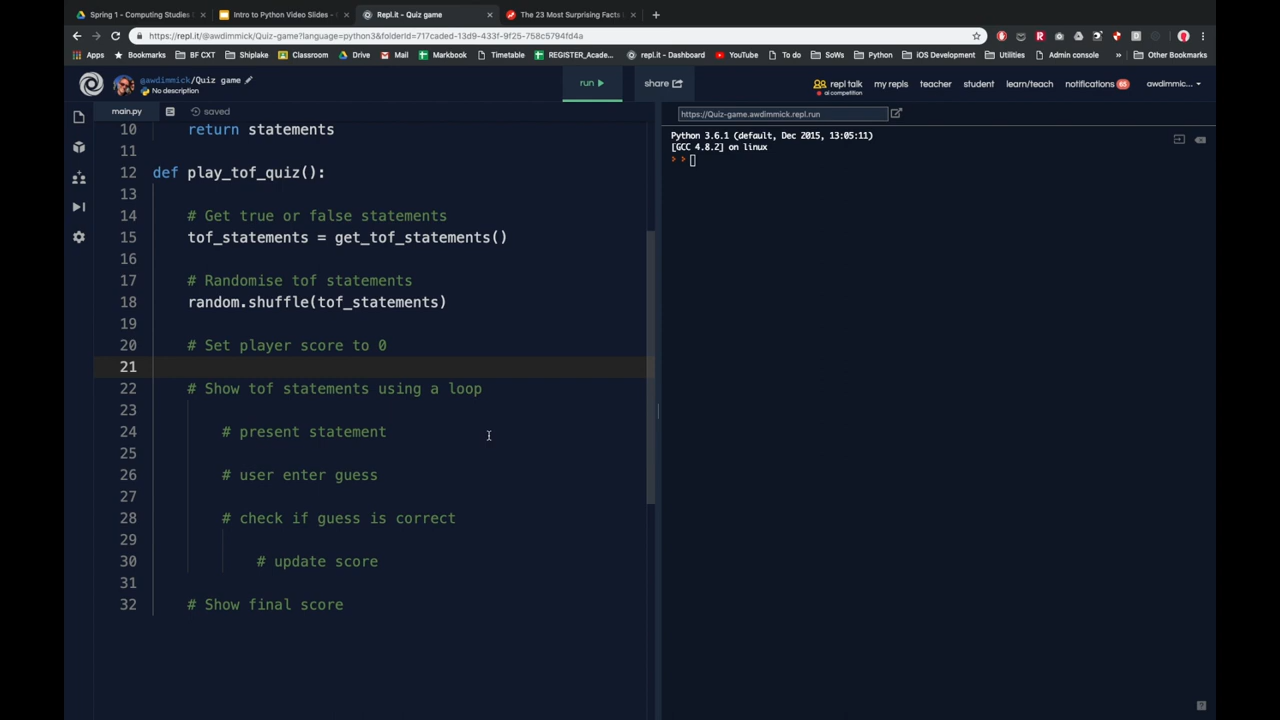 Spring 1 - Computing Studies
Intro to Python Video Slides -
Repl.it - Quiz game
The 23 Most Surprising Facts
https://repl.it/@awdimmick/Quiz-game?language=python3&folderId=717caded-13d9-433f-9f25-758c5794fd4a
Apps Bookmarks BF CXT Shiplake Classroom Drive Mail Markbook Timetable REGISTER_Acade... repl.it - Dashboard YouTube To do SoWs Python iOS Development Utilities Admin console » Other Bookmarks
@awdimmick/Quiz game
No description
run
share
repl talk
ai competition
my repls
teacher
student
learn/teach
notifications 65
awdimmic...
main.py
saved
https://Quiz-game.awdimmick.repl.run
10 return statements
11
12 def play_tof_quiz():
13
14 # Get true or false statements
15 tof_statements = get_tof_statements()
16
17 # Randomise tof statements
18 random.shuffle(tof_statements)
19
20 # Set player score to 0
21
22 # Show tof statements using a loop
23
24 # present statement
25
26 # user enter guess
27
28 # check if guess is correct
29
30 # update score
31
32 # Show final score
Python 3.6.1 (default, Dec 2015, 13:05:11)
[GCC 4.8.2] on linux